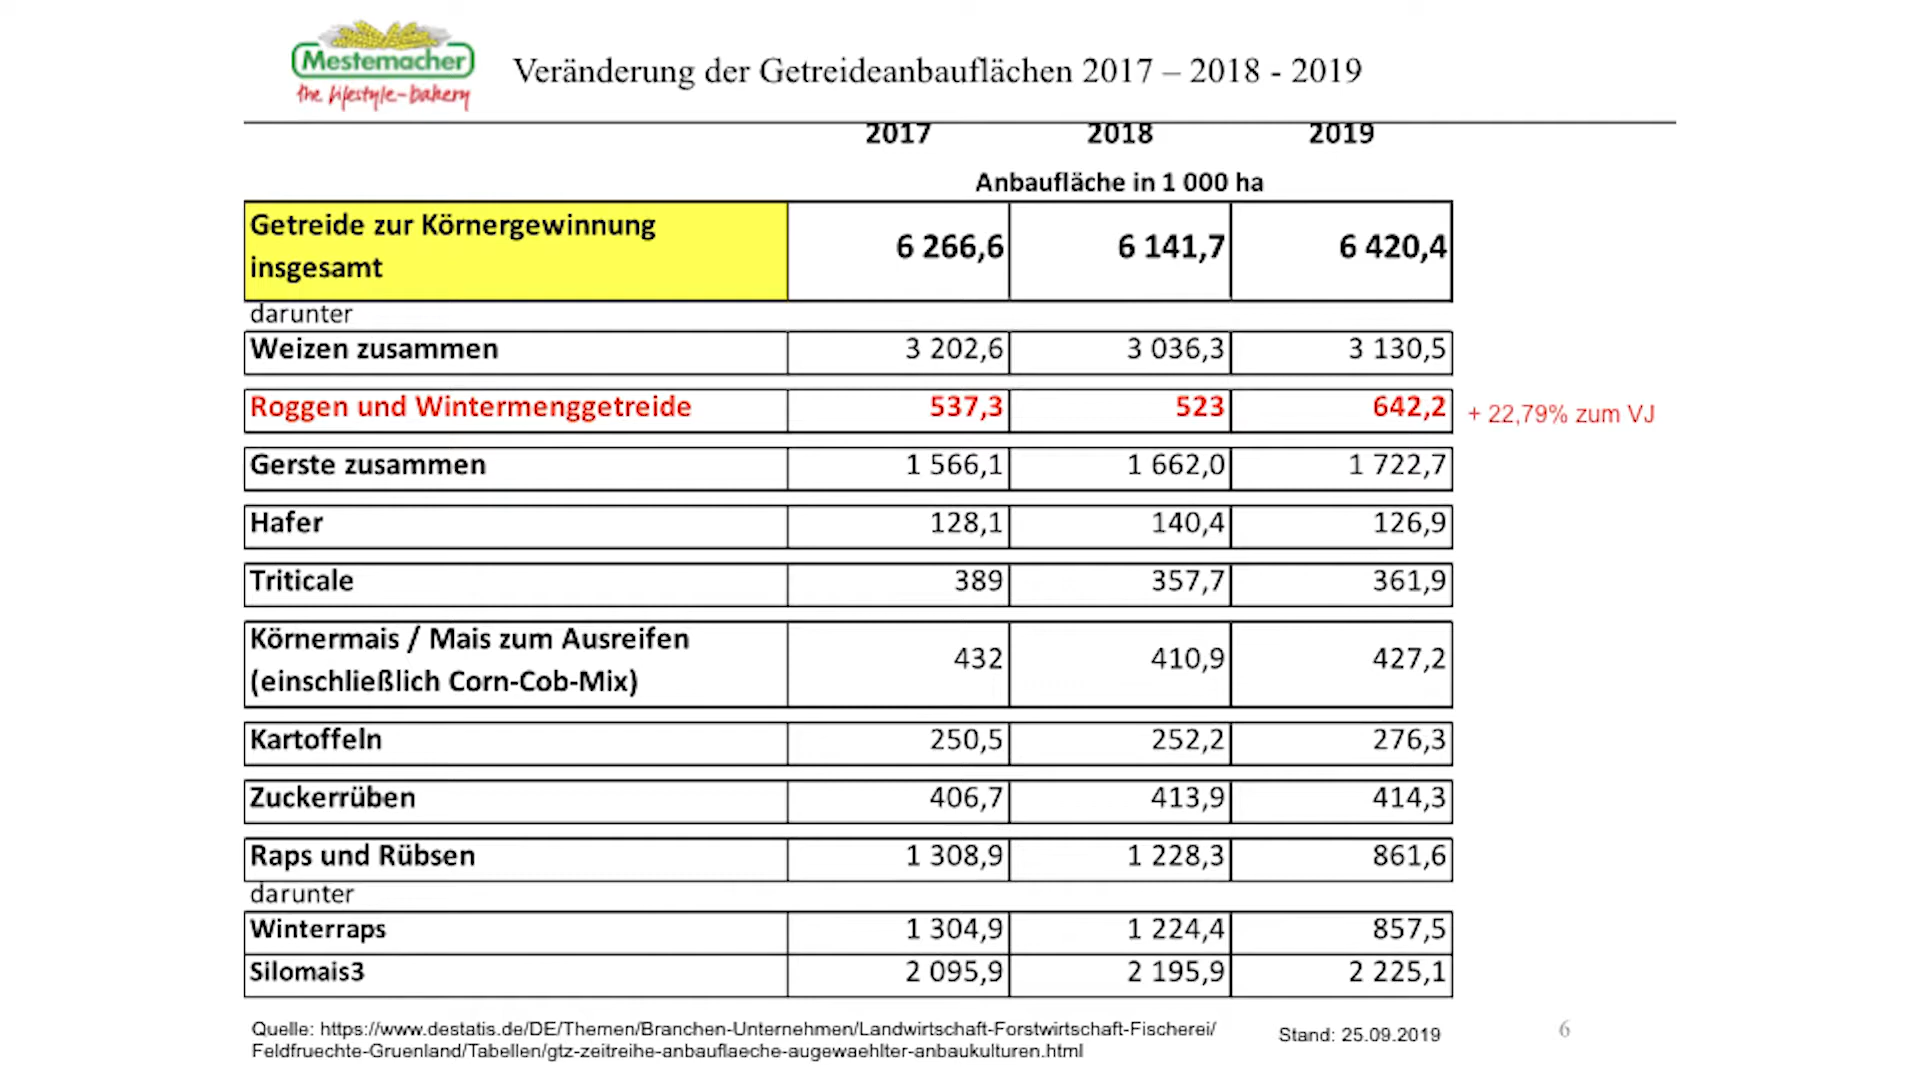 Mestemacher
the lifestyle-bakery
Veränderung der Getreideanbauflächen 2017 – 2018 - 2019
2017 2018 2019
Anbaufläche in 1 000 ha
Getreide zur Körnergewinnung
insgesamt 6 266,6 6 141,7 6 420,4
darunter
Weizen zusammen 3 202,6 3 036,3 3 130,5
Roggen und Wintermenggetreide 537,3 523 642,2 + 22,79% zum VJ
Gerste zusammen 1 566,1 1 662,0 1 722,7
Hafer 128,1 140,4 126,9
Triticale 389 357,7 361,9
Körnermais / Mais zum Ausreifen
(einschließlich Corn-Cob-Mix) 432 410,9 427,2
Kartoffeln 250,5 252,2 276,3
Zuckerrüben 406,7 413,9 414,3
Raps und Rübsen 1 308,9 1 228,3 861,6
darunter
Winterraps 1 304,9 1 224,4 857,5
Silomais3 2 095,9 2 195,9 2 225,1
Quelle: https://www.destatis.de/DE/Themen/Branchen-Unternehmen/Landwirtschaft-Forstwirtschaft-Fischerei/
Feldfruechte-Gruenland/Tabellen/gtz-zeitreihe-anbauflaeche-augewaehlter-anbaukulturen.html
Stand: 25.09.2019
6